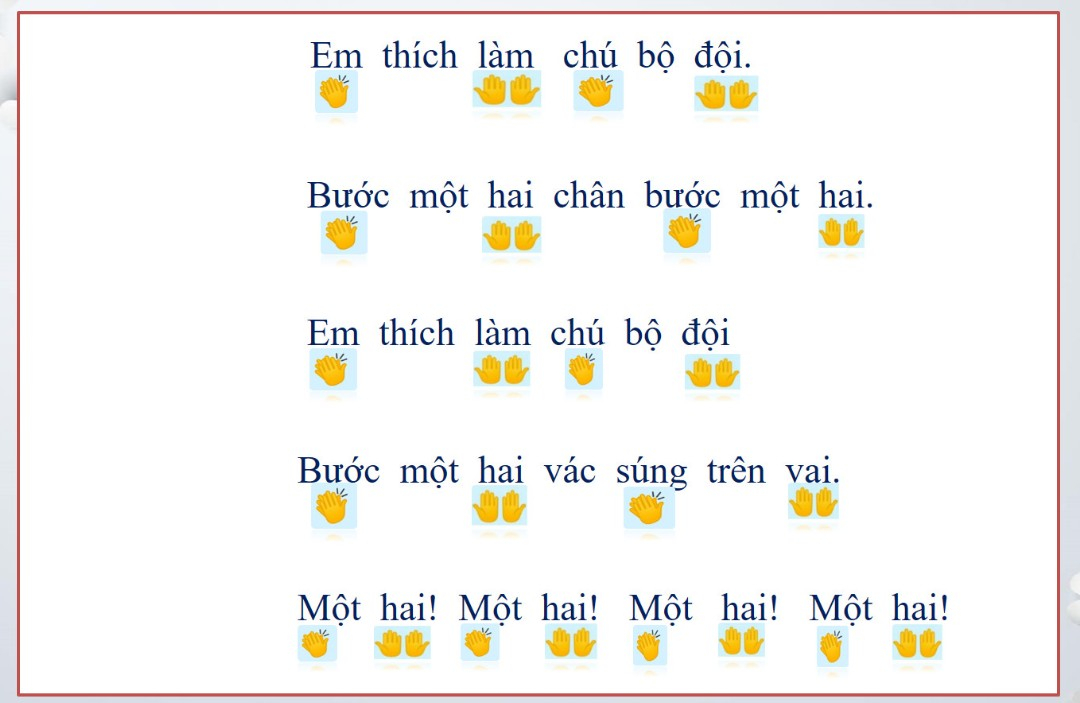 Em thích làm chú bộ đội.
Bước một hai chân bước một hai.
Em thích làm chú bộ đội
Bước một hai vác súng trên vai.
Một hai! Một hai! Một hai! Một hai!